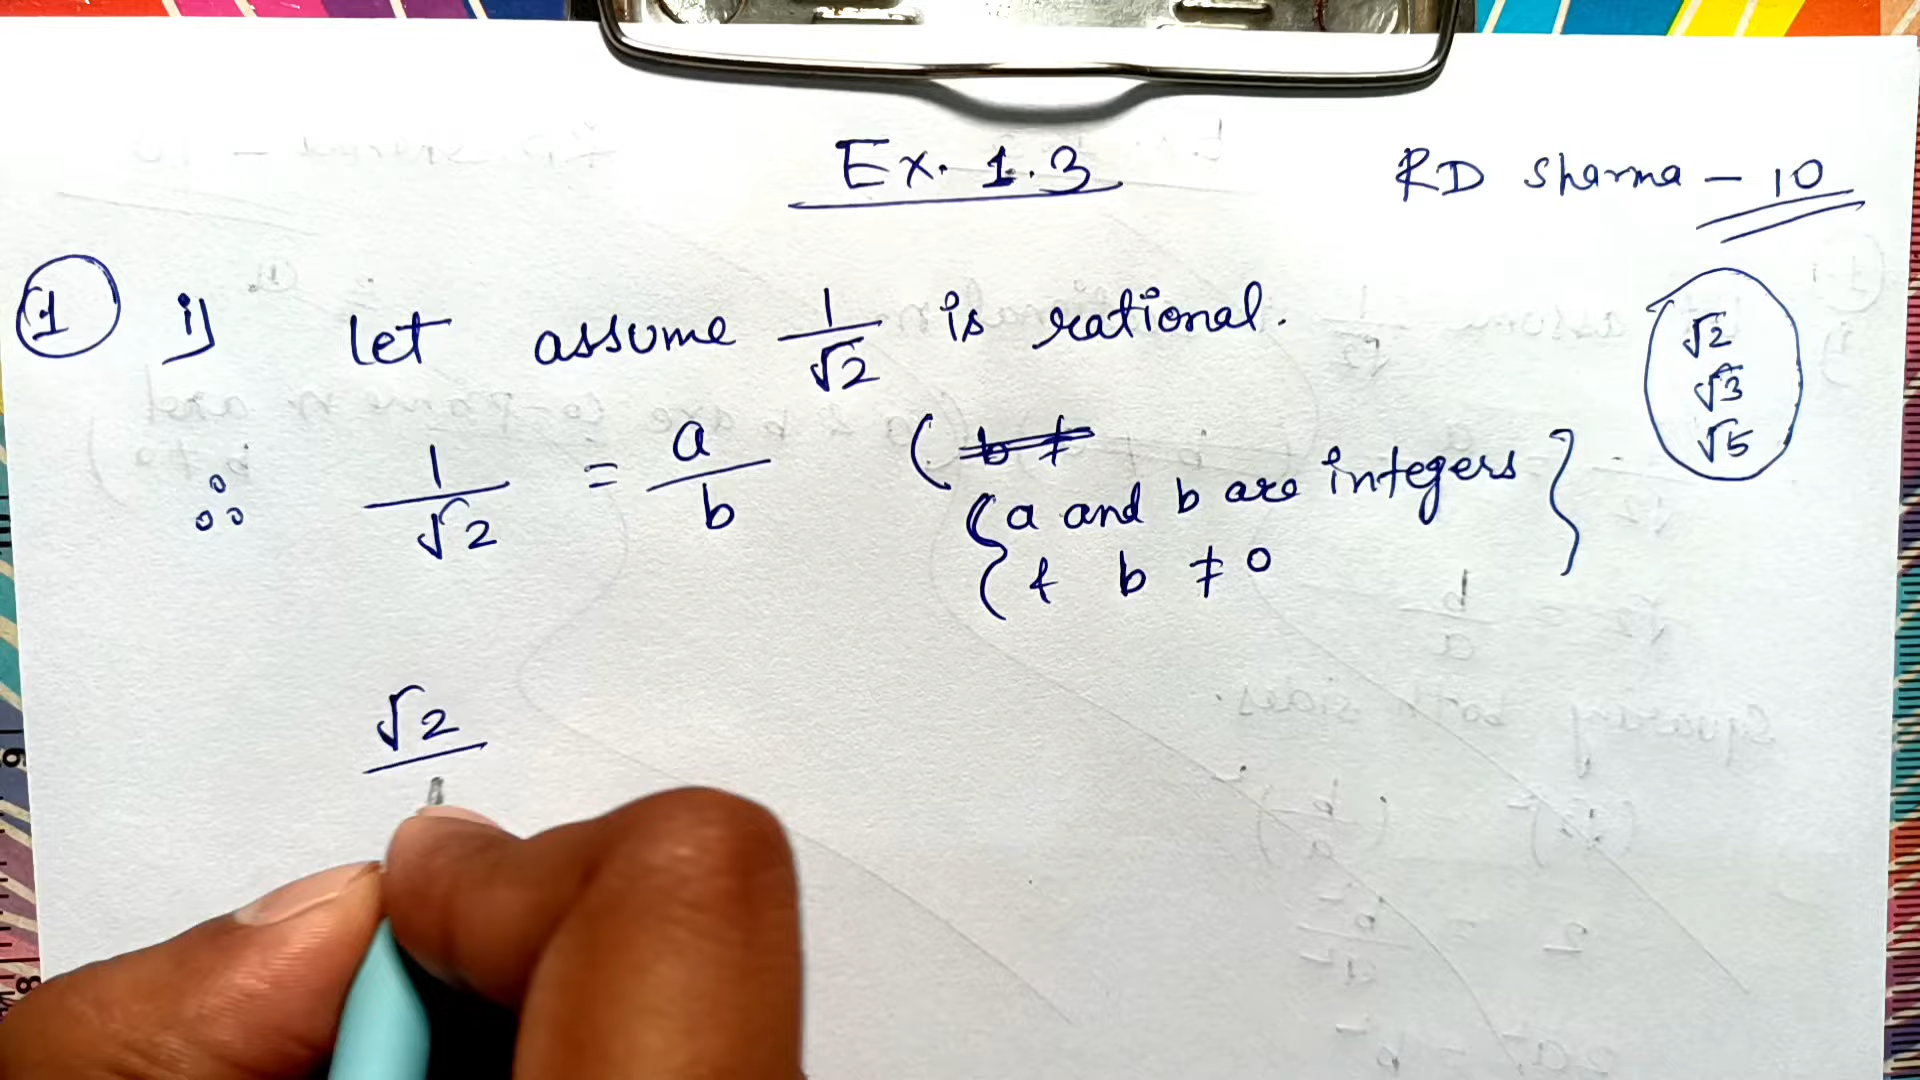 Ex. 1.3
RD Sharma - 10
1 i) let assume 1/√2 is rational.
√2
√3
√5
∴ 1/√2 = a/b
{a and b are integers}
{& b ≠ 0
√2